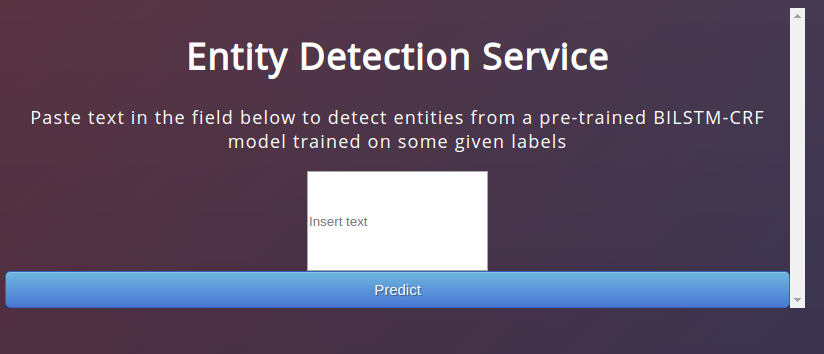 Entity Detection Service
Paste text in the field below to detect entities from a pre-trained BILSTM-CRF
model trained on some given labels
Insert text
Predict